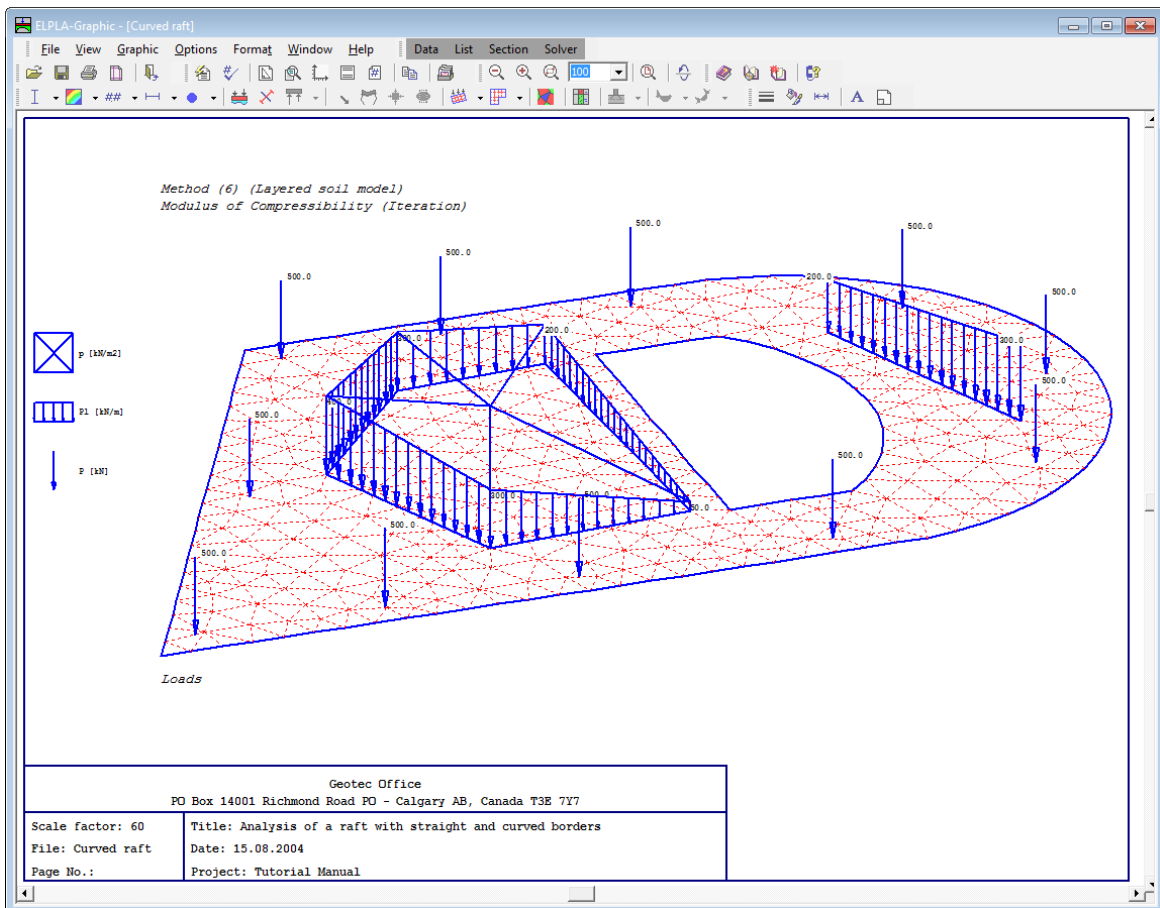 ELPLA-Graphic - [Curved raft]
File View Graphic Options Format Window Help Data List Section Solver
100
A
Method (6) (Layered soil model)
Modulus of Compressibility (Iteration)
500.0
500.0
500.0
500.0
200.0
500.0
200.0
300.0
p [kN/m2]
500.0
Pl [kN/m]
500.0
500.0
P [kN]
300.0
500.0
500.0
500.0
Loads
Geotec Office
PO Box 14001 Richmond Road PO - Calgary AB, Canada T3E 7Y7
Scale factor: 60
Title: Analysis of a raft with straight and curved borders
File: Curved raft
Date: 15.08.2004
Page No.:
Project: Tutorial Manual